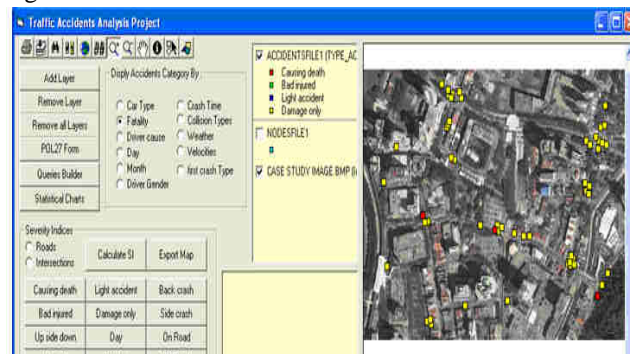 Traffic Accidents Analysis Project
Add Layer
Remove Layer
Remove all Layers
POL27 Form
Queries Builder
Statistical Charts
Disply Accidents Category By
Car Type
Fatality
Driver cause
Day
Month
Driver Gender
Crash Time
Collision Types
Weather
Velocities
first crash Type
Severity Indices
Roads
Intersections
Calculate SI
Export Map
Causing death
Light accident
Back crash
Bad injured
Damage only
Side crash
Up side down
Day
On Road
ACCIDENTSFILE1 (TYPE_AC
Causing death
Bad injured
Light accident
Damage only
NODESFILE1
CASE STUDY IMAGE.BMP